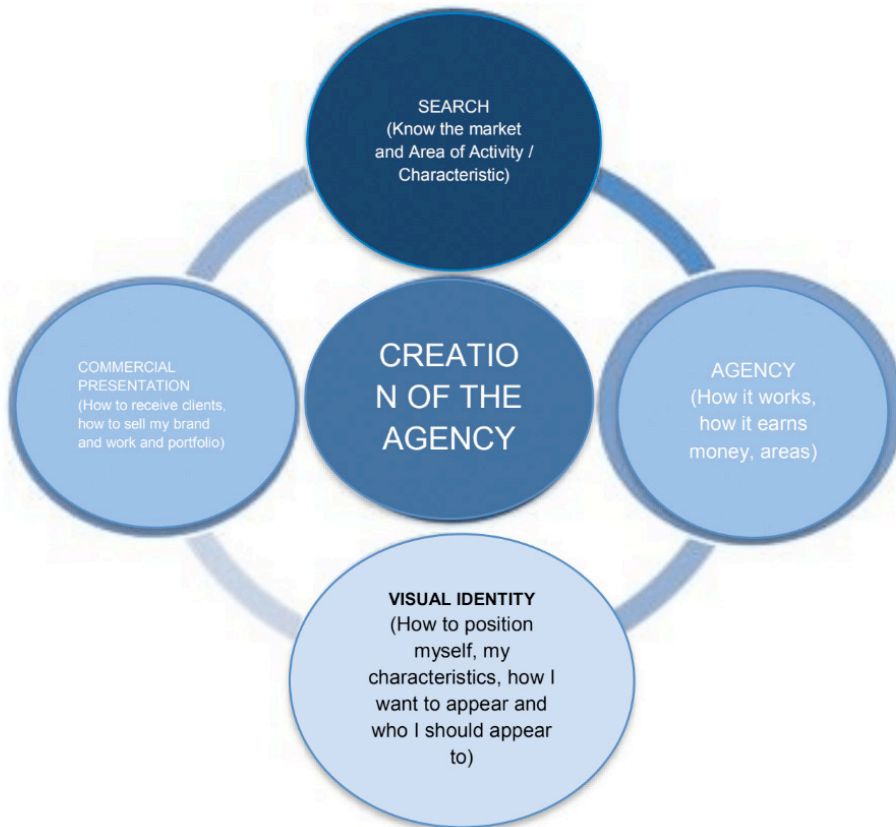 SEARCH
(Know the market
and Area of Activity /
Characteristic)
COMMERCIAL
PRESENTATION
(How to receive clients,
how to sell my brand
and work and portfolio)
CREATIO
N OF THE
AGENCY
AGENCY
(How it works,
how it earns
money, areas)
VISUAL IDENTITY
(How to position
myself, my
characteristics, how I
want to appear and
who I should appear
to)